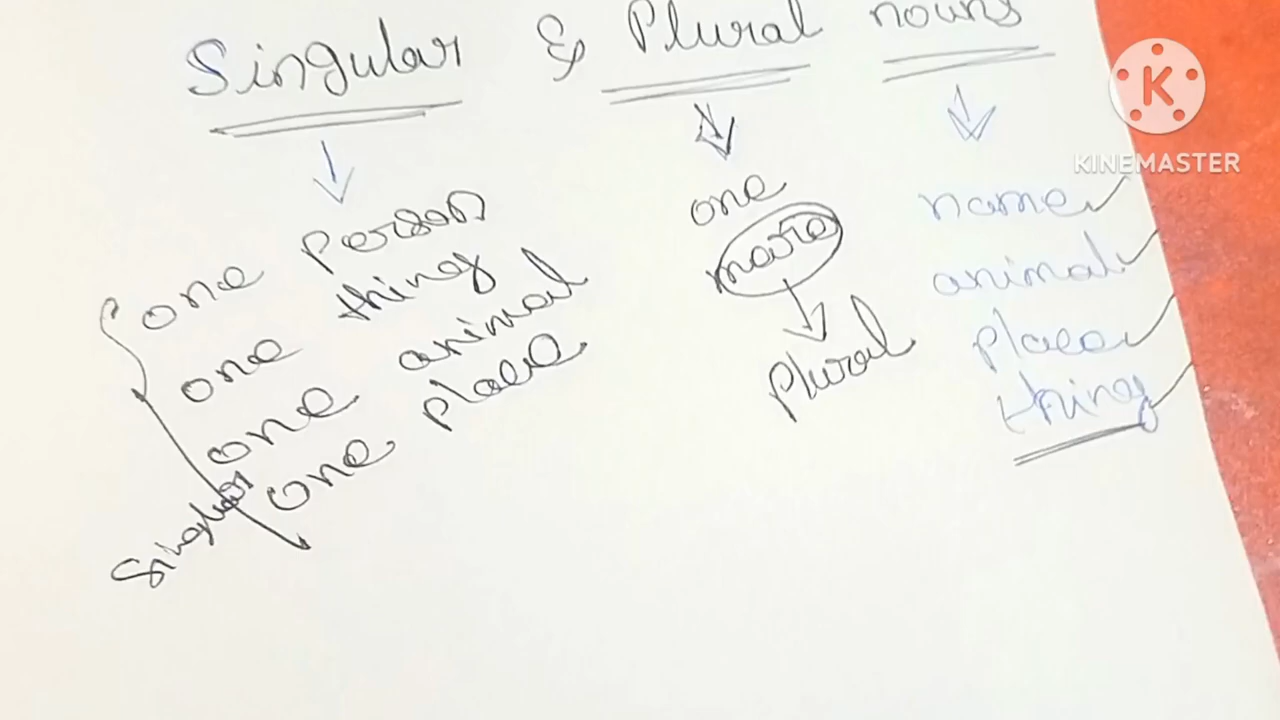 Singular & Plural nouns
one person
one thing
one animal
one place
Singular
one
more
Plural
name
animal
place
thing
KINEMASTER